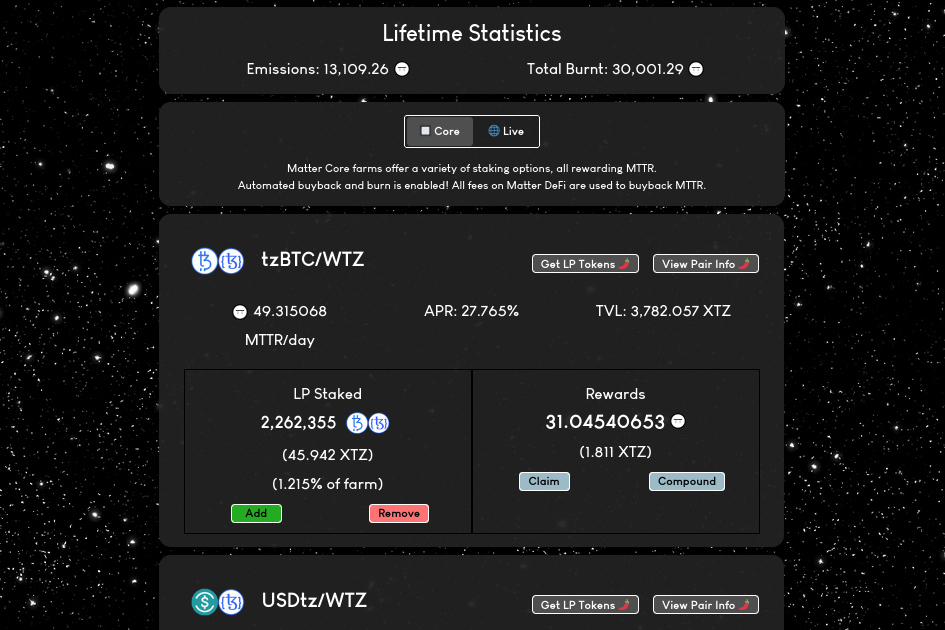 Lifetime Statistics
Emissions: 13,109.26
Total Burnt: 30,001.29
Core
Live
Matter Core farms offer a variety of staking options, all rewarding MTTR.
Automated buyback and burn is enabled! All fees on Matter DeFi are used to buyback MTTR.
tzBTC/WTZ
Get LP Tokens
View Pair Info
49.315068
MTTR/day
APR: 27.765%
TVL: 3,782.057 XTZ
LP Staked
2,262,355
(45.942 XTZ)
(1.215% of farm)
Add
Remove
Rewards
31.04540653
(1.811 XTZ)
Claim
Compound
USDtz/WTZ
Get LP Tokens
View Pair Info